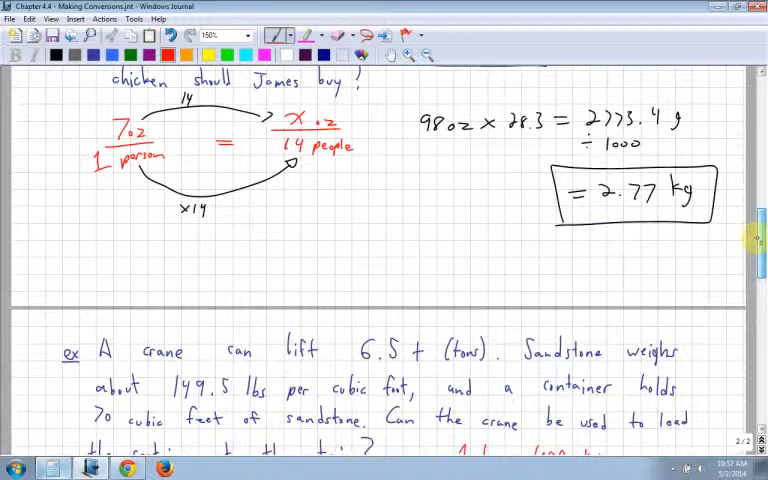 Chapter 4.4 - Making Conversions.jnt - Windows Journal
File Edit View Insert Actions Tools Help
150%
B I
chicken should James buy?
14
7oz x oz
= 98 oz x 28.3 = 2773.4 g
1 person 14 people ÷ 1000
x14
= 2.77 kg
ex A crane can lift 6.5 t (tons). Sandstone weighs
about 149.5 lbs per cubic foot, and a container holds
70 cubic feet of sandstone. Can the crane be used to load
2/2
10:57 AM
5/2/2014